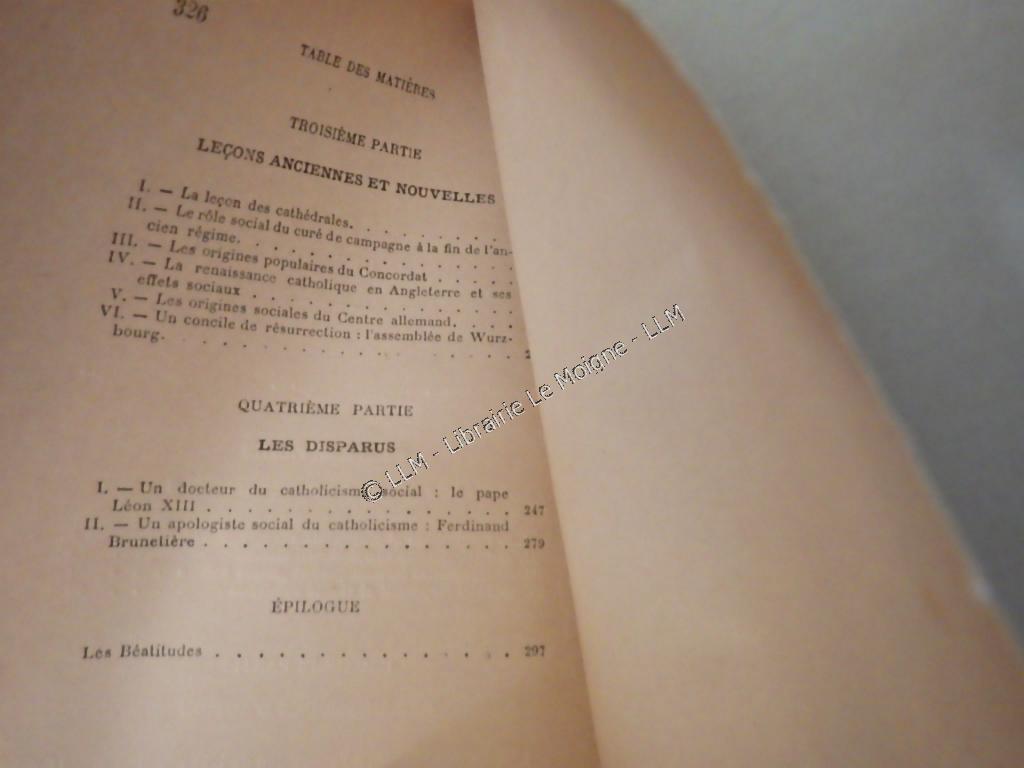 326
TABLE DES MATIÈRES
TROISIÈME PARTIE
LEÇONS ANCIENNES ET NOUVELLES
I. — La leçon des cathédrales. . . . . . . . .
II. — Le rôle social du curé de campagne à la fin de l'an-
cien régime. . . . . . . . . . . . . . .
III. — Les origines populaires du Concordat . . . . .
IV. — La renaissance catholique en Angleterre et ses
effets sociaux . . . . . . . . . . . . . .
V. — Les origines sociales du Centre allemand. . . .
VI. — Un concile de résurrection : l'assemblée de Wurz-
bourg. . . . . . . . . . . . . . . . 2
QUATRIÈME PARTIE
LES DISPARUS
I. — Un docteur du catholicisme social : le pape
Léon XIII . . . . . . . . . . . . . . . 247
II. — Un apologiste social du catholicisme : Ferdinand
Brunetière . . . . . . . . . . . . . . . 279
ÉPILOGUE
Les Béatitudes . . . . . . . . . . . . . . 297
© LLM - Librairie Le Moigne - LLM